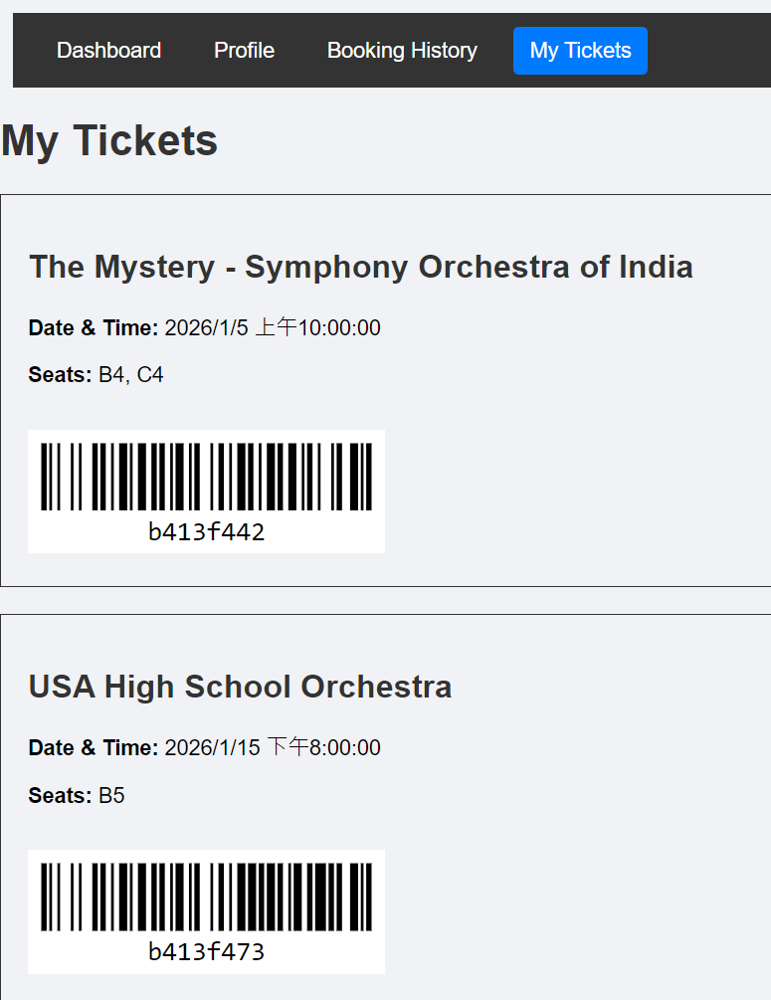 Dashboard Profile Booking History My Tickets
My Tickets
The Mystery - Symphony Orchestra of India
Date & Time: 2026/1/5 上午10:00:00
Seats: B4, C4
b413f442
USA High School Orchestra
Date & Time: 2026/1/15 下午8:00:00
Seats: B5
b413f473